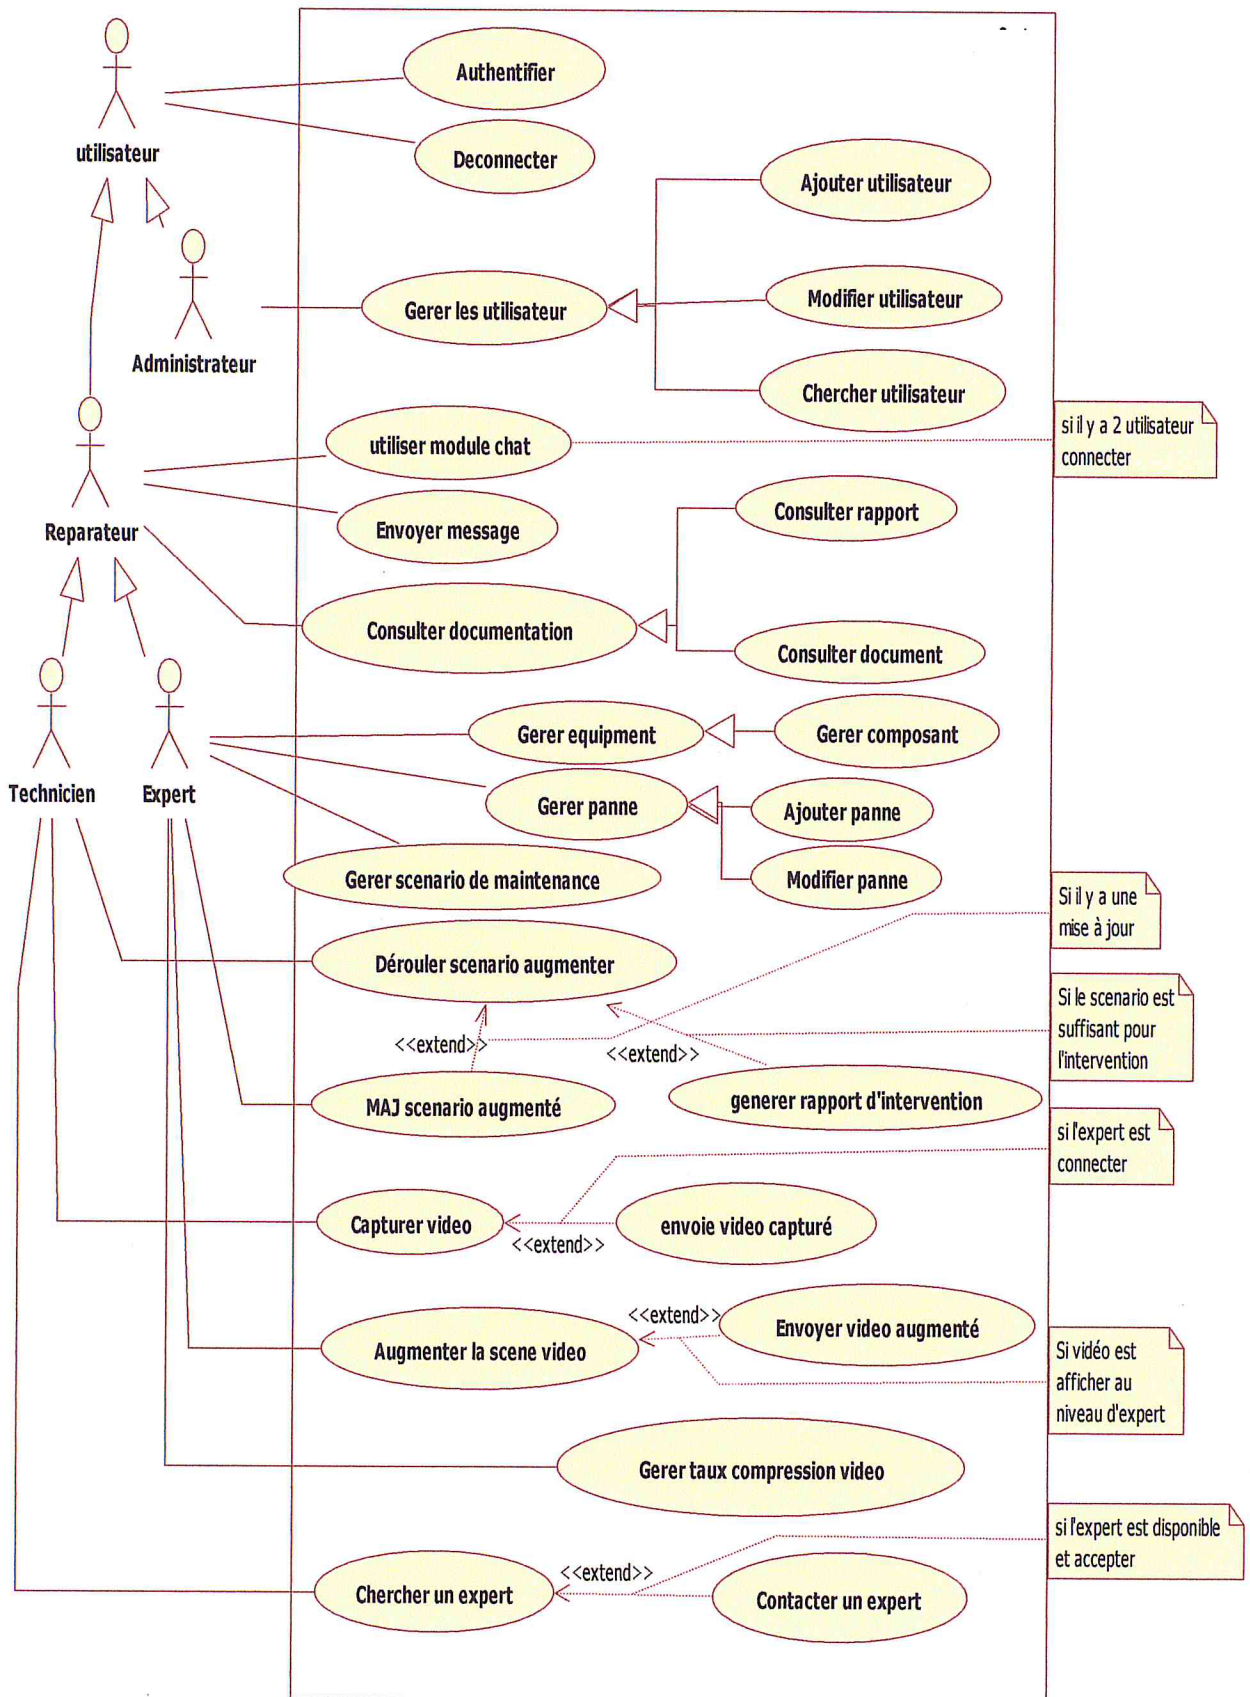 Authentifier
utilisateur
Deconnecter
Ajouter utilisateur
Gerer les utilisateur
Modifier utilisateur
Administrateur
Chercher utilisateur
si il y a 2 utilisateur
connecter
utiliser module chat
Reparateur
Envoyer message
Consulter rapport
Consulter documentation
Consulter document
Technicien
Expert
Gerer equipment
Gerer composant
Gerer panne
Ajouter panne
Gerer scenario de maintenance
Modifier panne
Si il y a une
mise à jour
Dérouler scenario augmenter
Si le scenario est
suffisant pour
l'intervention
<<extend>>
<<extend>>
MAJ scenario augmenté
generer rapport d'intervention
si l'expert est
connecter
Capturer video
envoie video capturé
<<extend>>
<<extend>>
Envoyer video augmenté
Augmenter la scene video
Si vidéo est
afficher au
niveau d'expert
Gerer taux compression video
si l'expert est disponible
et accepter
<<extend>>
Chercher un expert
Contacter un expert